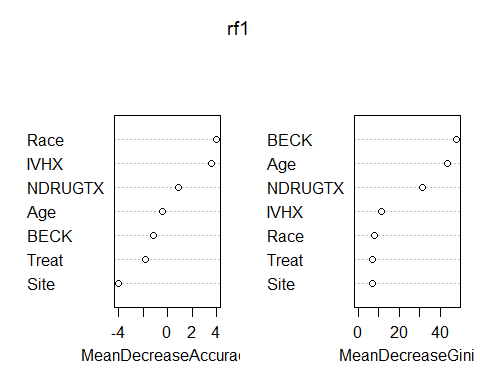 rf1
Race
IVHX
NDRUGTX
Age
BECK
Treat
Site
-4 0 2 4
MeanDecreaseAccurac
BECK
Age
NDRUGTX
IVHX
Race
Treat
Site
0 20 40
MeanDecreaseGini